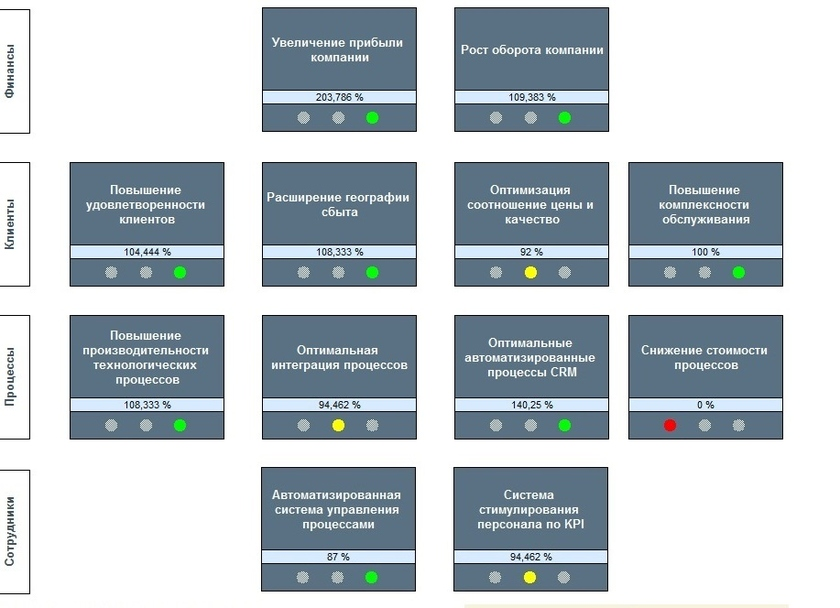 Финансы
Увеличение прибыли
компании
203,786 %
Рост оборота компании
109,383 %
Клиенты
Повышение
удовлетворенности
клиентов
104,444 %
Расширение географии
сбыта
108,333 %
Оптимизация
соотношение цены и
качество
92 %
Повышение
комплексности
обслуживания
100 %
Процессы
Повышение
производительности
технологических
процессов
108,333 %
Оптимальная
интеграция процессов
94,462 %
Оптимальные
автоматизированные
процессы CRM
140,25 %
Снижение стоимости
процессов
0 %
Сотрудники
Автоматизированная
система управления
процессами
87 %
Система
стимулирования
персонала по KPI
94,462 %